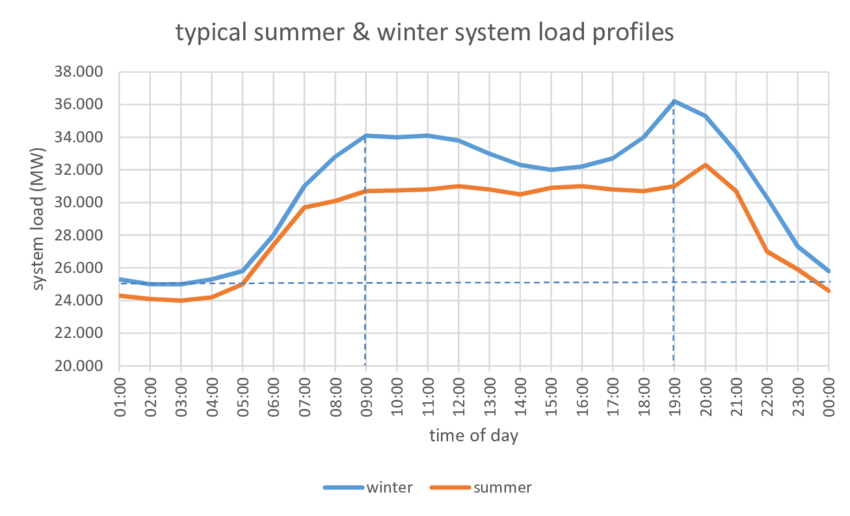 typical summer & winter system load profiles
system load (MW)
38.000
36.000
34.000
32.000
30.000
28.000
26.000
24.000
22.000
20.000
01:00 02:00 03:00 04:00 05:00 06:00 07:00 08:00 09:00 10:00 11:00 12:00 13:00 14:00 15:00 16:00 17:00 18:00 19:00 20:00 21:00 22:00 23:00 00:00
time of day
winter summer